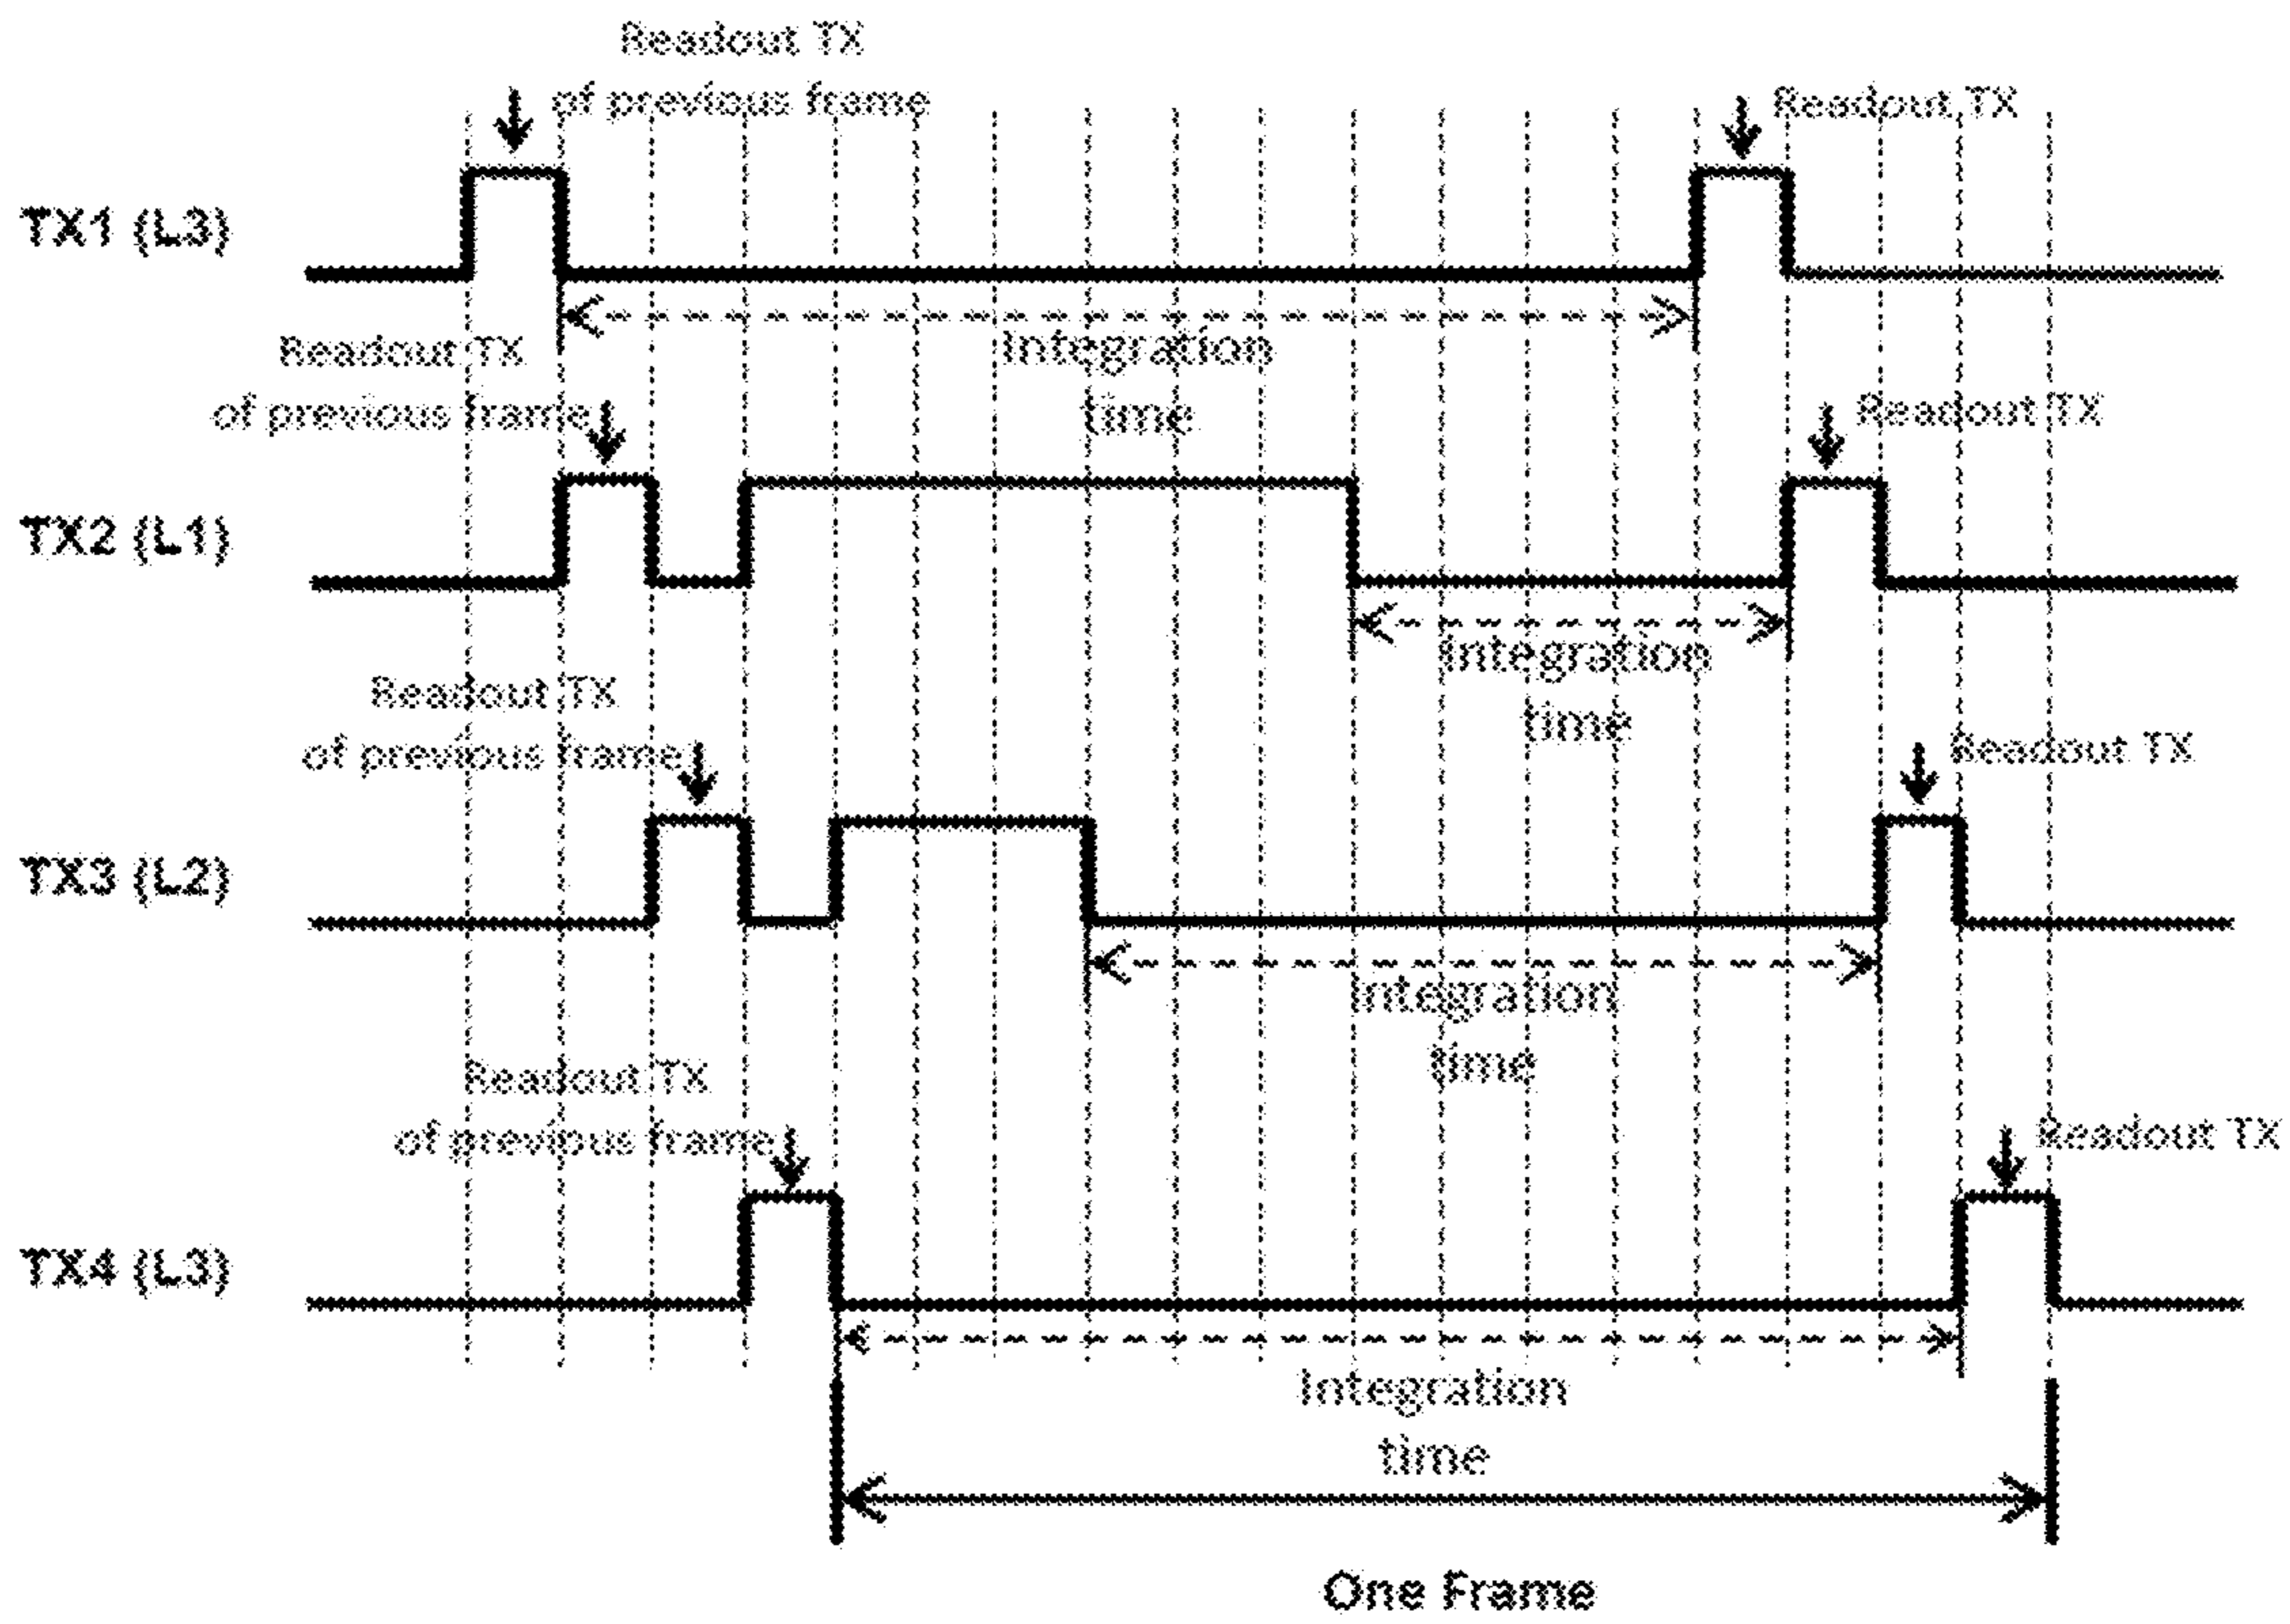 Readout TX
of previous frame
Readout TX
TX1 (L3)
Integration
time
Readout TX
of previous frame
Readout TX
TX2 (L1)
Integration
time
Readout TX
of previous frame
Readout TX
TX3 (L2)
Integration
time
Readout TX
of previous frame
Readout TX
TX4 (L3)
Integration
time
One Frame